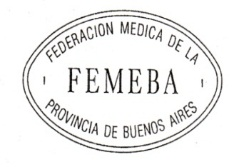 FEDERACION MEDICA DE LA
FEMEBA
PROVINCIA DE BUENOS AIRES